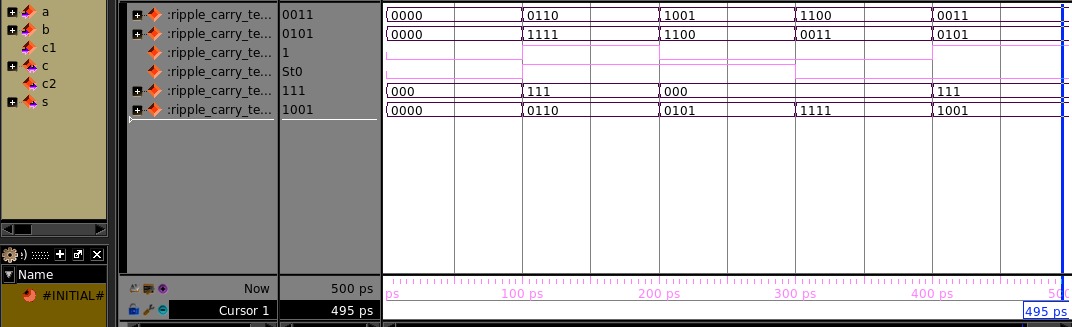 a
b
c1
c
c2
s
:)
Name
#INITIAL#
:ripple_carry_te... 0011 0000 0110 1001 1100 0011
:ripple_carry_te... 0101 0000 1111 1100 0011 0101
:ripple_carry_te... 1
:ripple_carry_te... St0
:ripple_carry_te... 111 000 111 000 111
:ripple_carry_te... 1001 0000 0110 0101 1111 1001
Now 500 ps ps 100 ps 200 ps 300 ps 400 ps 500
Cursor 1 495 ps 495 ps